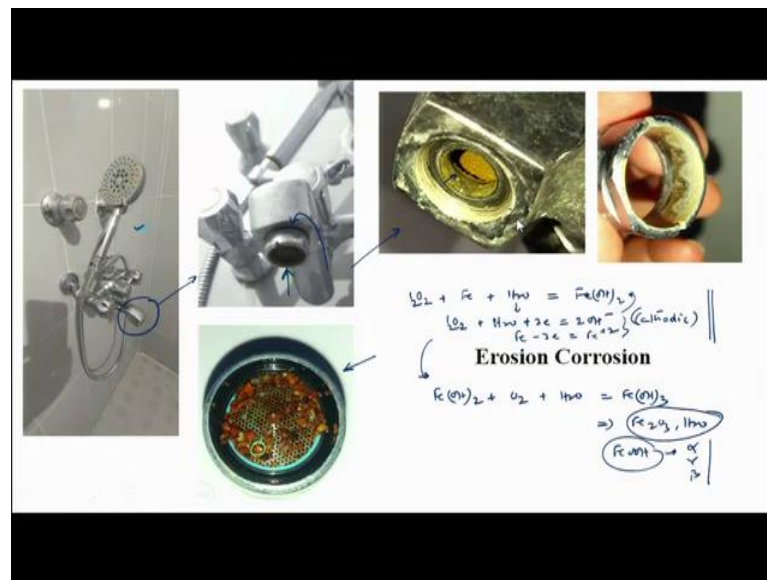 ½O2 + Fe + H2O = Fe(OH)2
½O2 + H2O + 2e = 2OH⁻ (Cathodic)
Fe - 2e = Fe+2
Erosion Corrosion
Fe(OH)2 + O2 + H2O = Fe(OH)3
⇒ Fe2O3, H2O
FeOOH → α
γ
β